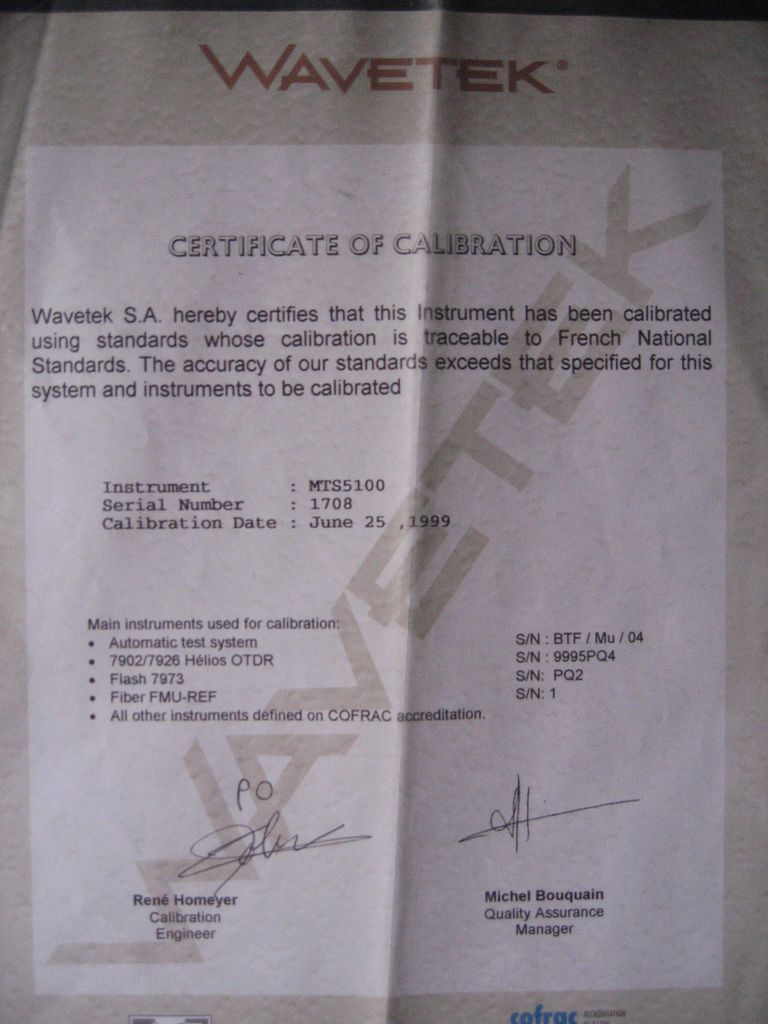 WAVETEK®
CERTIFICATE OF CALIBRATION
Wavetek S.A. hereby certifies that this Instrument has been calibrated
using standards whose calibration is traceable to French National
Standards. The accuracy of our standards exceeds that specified for this
system and instruments to be calibrated
Instrument : MTS5100
Serial Number : 1708
Calibration Date : June 25 ,1999
Main instruments used for calibration:
• Automatic test system S/N : BTF / Mu / 04
• 7902/7926 Hélios OTDR S/N : 9995PQ4
• Flash 7973 S/N: PQ2
• Fiber FMU-REF S/N: 1
• All other instruments defined on COFRAC accreditation.
WAVETEK
PO
René Homeyer
Calibration
Engineer
Michel Bouquain
Quality Assurance
Manager
cofrac ACCREDITATION